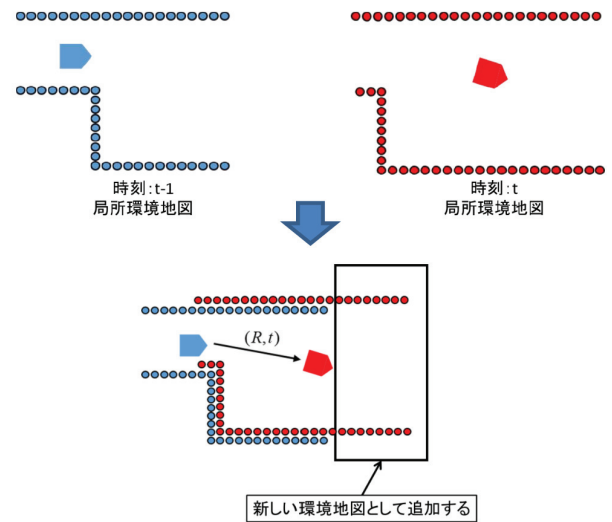 時刻:t-1
局所環境地図
時刻:t
局所環境地図
(R,t)
新しい環境地図として追加する